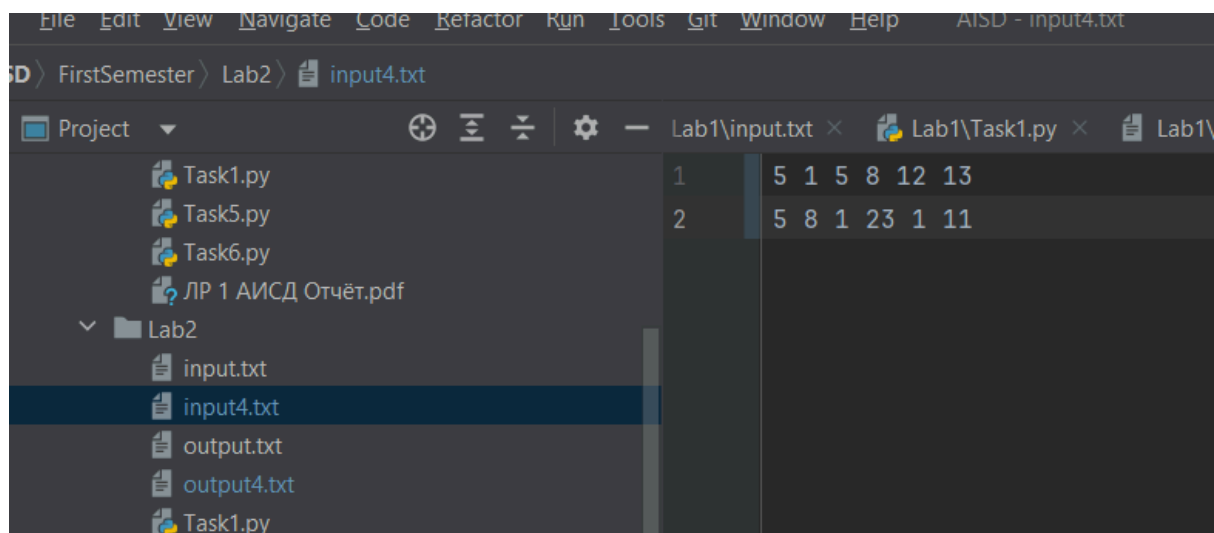 File Edit View Navigate Code Refactor Run Tools Git Window Help AISD - input4.txt
SD FirstSemester Lab2 input4.txt
Project
Lab1\input.txt Lab1\Task1.py Lab1\
Task1.py
Task5.py
Task6.py
ЛР 1 АИСД Отчёт.pdf
Lab2
input.txt
input4.txt
output.txt
output4.txt
Task1.py
1 5 1 5 8 12 13
2 5 8 1 23 1 11